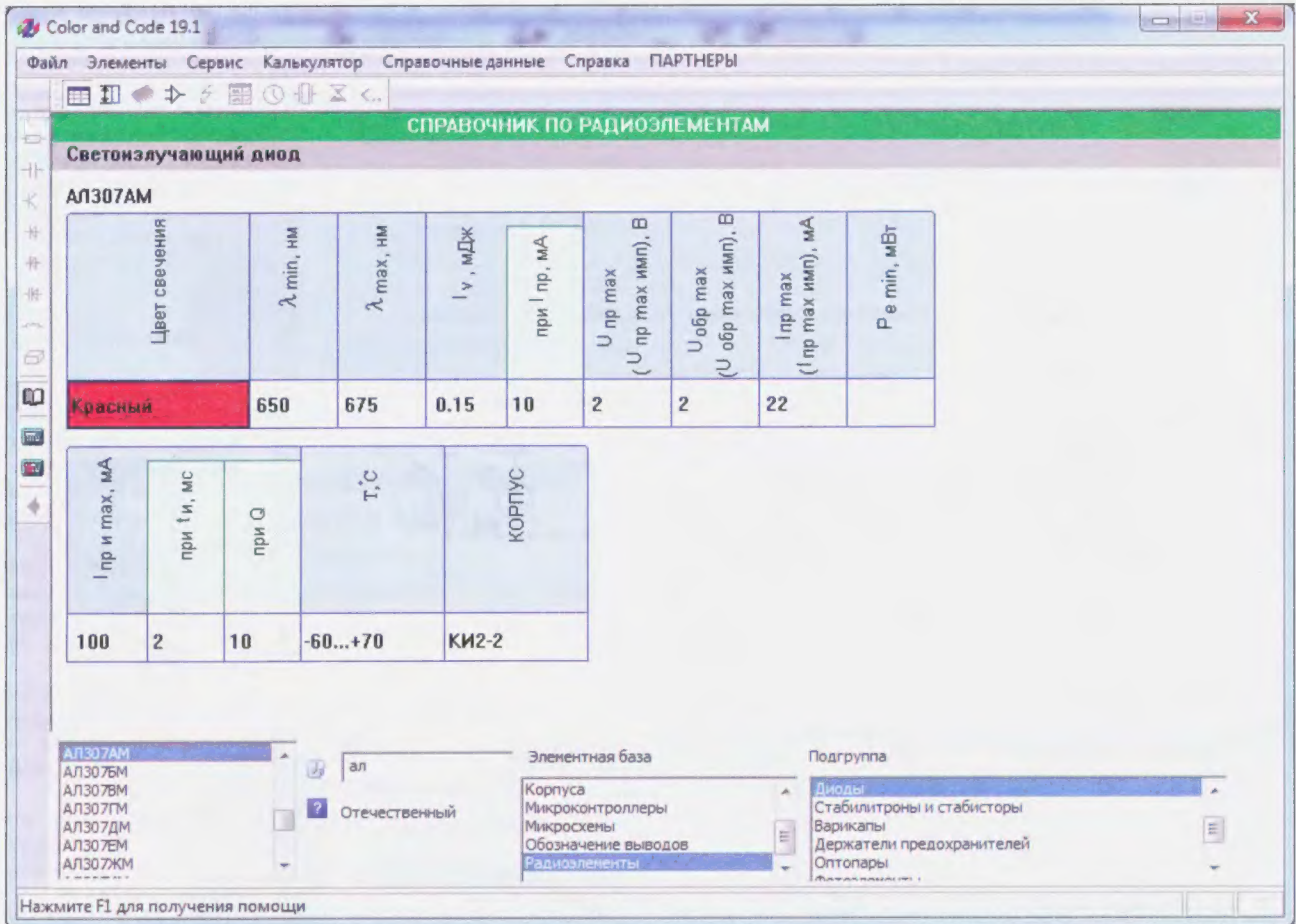 Color and Code 19.1
Файл Элементы Сервис Калькулятор Справочные данные Справка ПАРТНЕРЫ
СПРАВОЧНИК ПО РАДИОЭЛЕМЕНТАМ
Светоизлучающий диод
АЛ307АМ
Цвет свечения
λ min, нм
λ max, нм
I v, мДж
при I пр, мА
U пр max
(U пр max имп), В
U обр max
(U обр max имп), В
I пр max
(I пр max имп), мА
P e min, мВт
Красный 650 675 0.15 10 2 2 22
I пр и max, мА
при t и, мс
при Q
T,°C
КОРПУС
100 2 10 -60...+70 КИ2-2
АЛ307АМ
АЛ307БМ
АЛ307ВМ
АЛ307ГМ
АЛ307ДМ
АЛ307ЕМ
АЛ307ЖМ
ал
? Отечественный
Элементная база
Корпуса
Микроконтроллеры
Микросхемы
Обозначение выводов
Радиоэлементы
Подгруппа
Диоды
Стабилитроны и стабисторы
Варикапы
Держатели предохранителей
Оптопары
Нажмите F1 для получения помощи